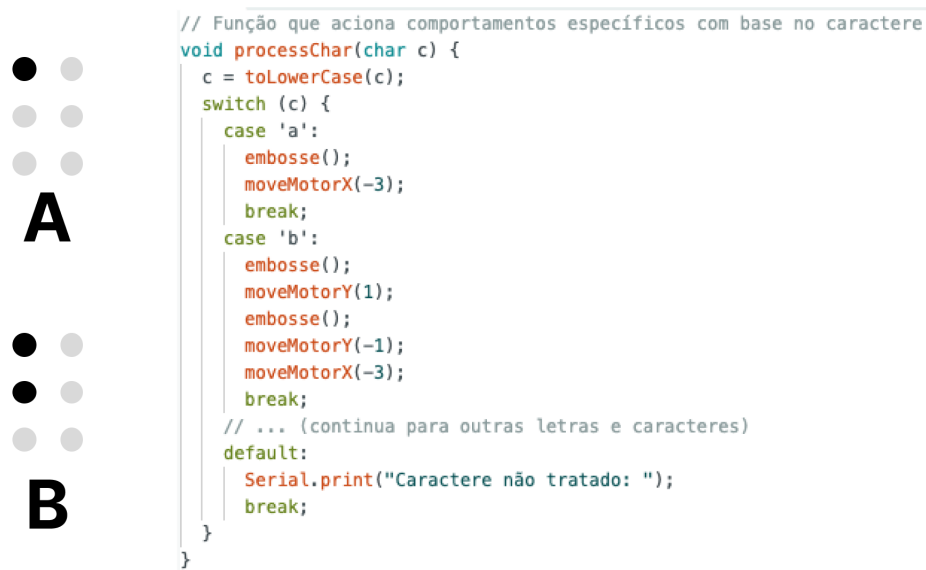 // Função que aciona comportamentos específicos com base no caractere
void processChar(char c) {
c = toLowerCase(c);
switch (c) {
case 'a':
embosse();
moveMotorX(-3);
break;
case 'b':
embosse();
moveMotorY(1);
embosse();
moveMotorY(-1);
moveMotorX(-3);
break;
// ... (continua para outras letras e caracteres)
default:
Serial.print("Caractere não tratado: ");
break;
}
}
A
B